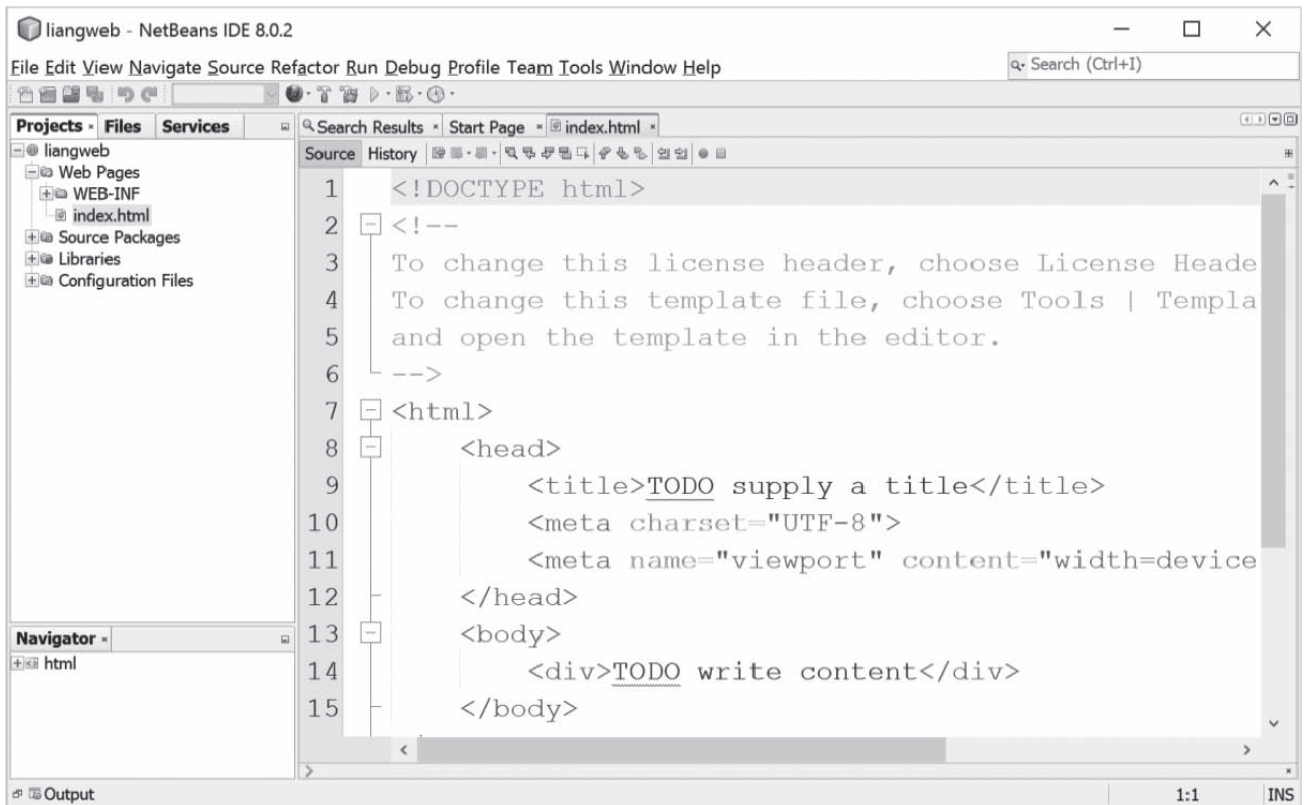 liangweb - NetBeans IDE 8.0.2
File Edit View Navigate Source Refactor Run Debug Profile Team Tools Window Help
Search (Ctrl+I)
Projects Files Services
liangweb
Web Pages
WEB-INF
index.html
Source Packages
Libraries
Configuration Files
Navigator
html
Search Results Start Page index.html
Source History
1 <!DOCTYPE html>
2 <!--
3 To change this license header, choose License Heade
4 To change this template file, choose Tools | Templa
5 and open the template in the editor.
6 -->
7 <html>
8 <head>
9 <title>TODO supply a title</title>
10 <meta charset="UTF-8">
11 <meta name="viewport" content="width=device
12 </head>
13 <body>
14 <div>TODO write content</div>
15 </body>
Output
1:1 INS